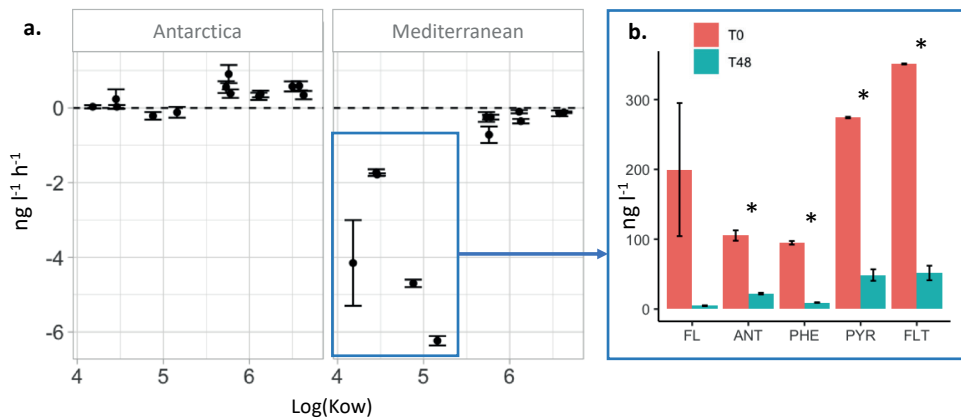 a.
Antarctica
Mediterranean
ng l-1 h-1
0
-2
-4
-6
4
5
6
4
5
6
Log(Kow)
b.
T0
T48
*
*
*
*
ng l-1
300
200
100
0
FL
ANT
PHE
PYR
FLT